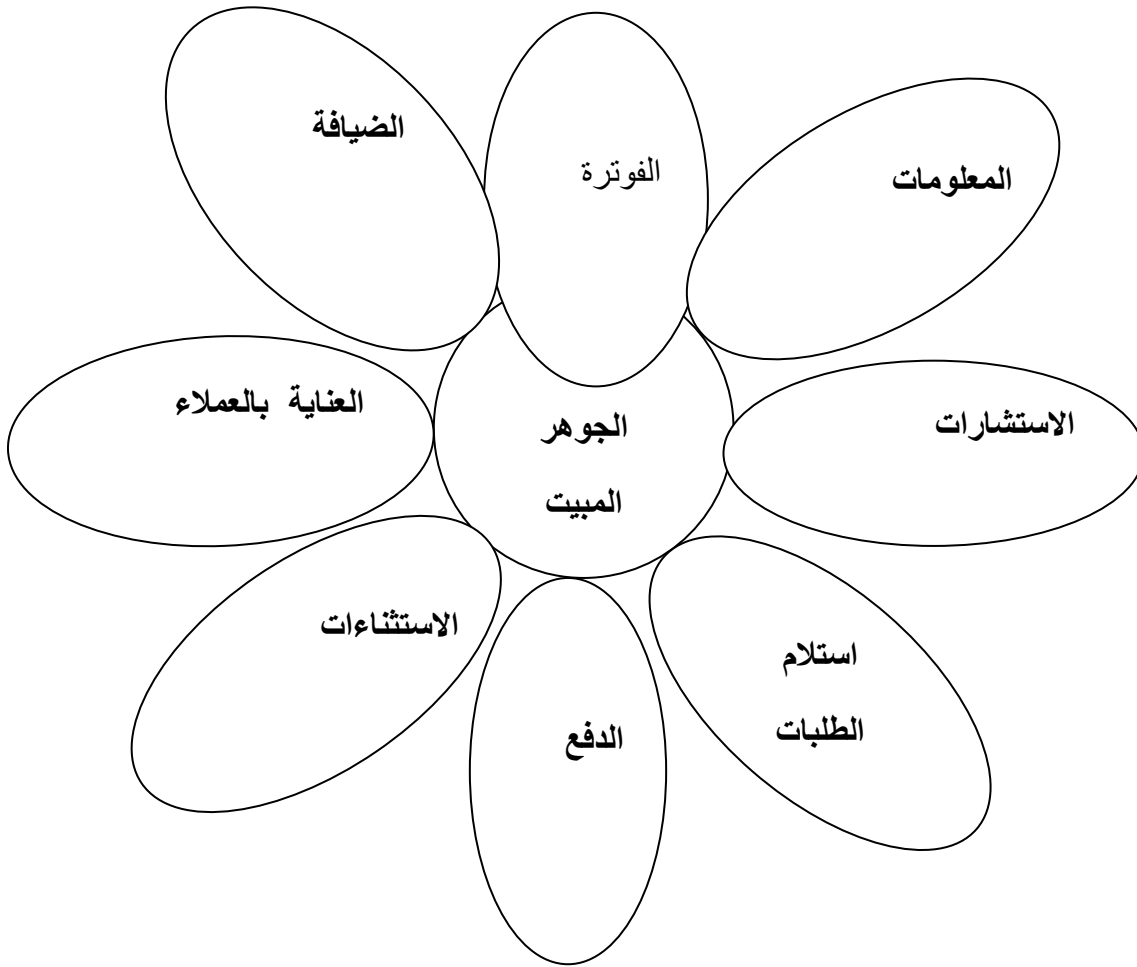 الضيافة
الفوترة
المعلومات
العناية بالعملاء
الجوهر
المبيت
الاستشارات
الاستثناءات
الدفع
استلام
الطلبات